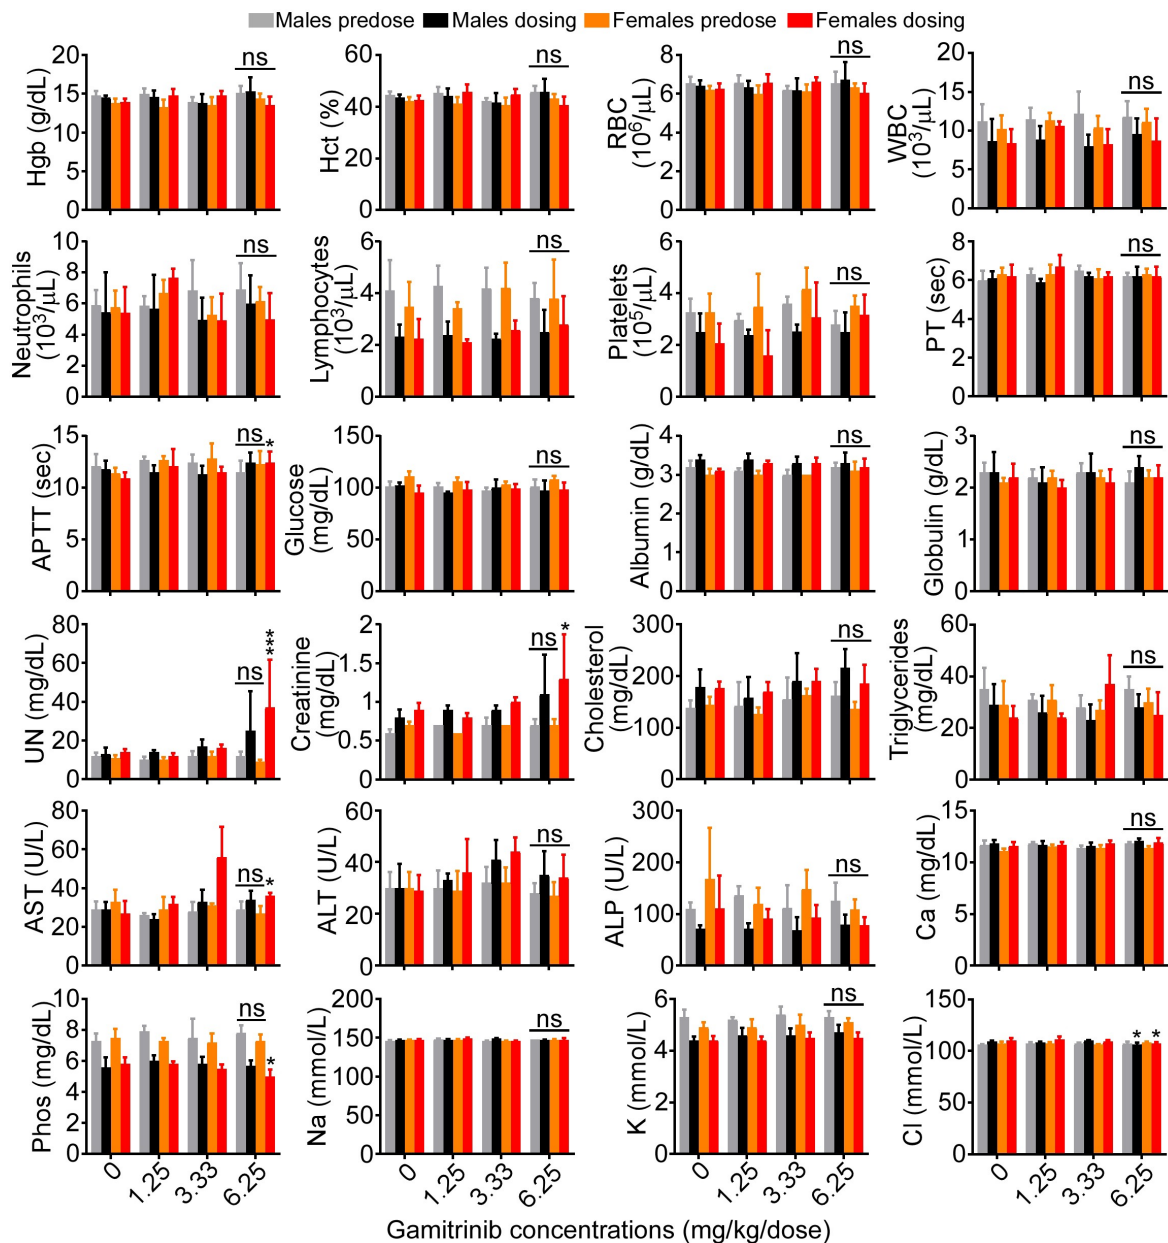 Males predose Males dosing Females predose Females dosing
Hgb (g/dL)
20
15
10
5
0
ns
Hct (%)
60
40
20
0
ns
RBC
(10⁶/μL)
8
6
4
2
0
ns
WBC
(10³/μL)
20
15
10
5
0
ns
Neutrophils
(10³/μL)
10
8
6
4
2
0
ns
Lymphocytes
(10³/μL)
6
4
2
0
ns
Platelets
(10⁵/μL)
6
4
2
0
ns
PT (sec)
8
6
4
2
0
ns
APTT (sec)
15
10
5
0
ns *
Glucose
(mg/dL)
150
100
50
0
ns
Albumin (g/dL)
4
3
2
1
0
ns
Globulin (g/dL)
3
2
1
0
ns
UN (mg/dL)
80
60
40
20
0
ns ***
Creatinine
(mg/dL)
2
1.5
1
0.5
0
ns *
Cholesterol
(mg/dL)
300
200
100
0
ns
Triglycerides
(mg/dL)
60
40
20
0
ns
AST (U/L)
80
60
40
20
0
ns *
ALT (U/L)
60
40
20
0
ns
ALP (U/L)
300
200
100
0
ns
Ca (mg/dL)
15
10
5
0
ns
Phos (mg/dL)
10
8
6
4
2
0
ns *
0 1.25 3.33 6.25
Na (mmol/L)
200
150
100
50
0
ns
0 1.25 3.33 6.25
K (mmol/L)
6
4
2
0
ns
0 1.25 3.33 6.25
Cl (mmol/L)
150
100
50
0
* *
0 1.25 3.33 6.25
Gamitrinib concentrations (mg/kg/dose)